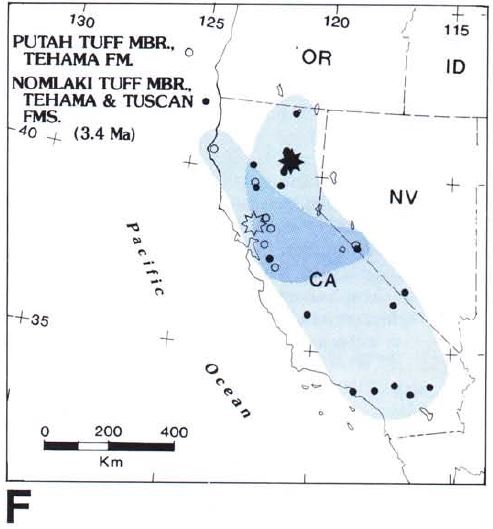 130
125
120
115
PUTAH TUFF MBR.,
TEHAMA FM.
NOMLAKI TUFF MBR.,
TEHAMA & TUSCAN
FMS.
(3.4 Ma)
OR
ID
40
NV
Pacific
Ocean
CA
35
0 200 400
Km
F